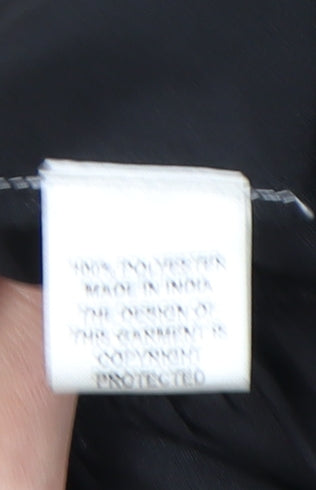 100% POLYESTER
MADE IN INDIA
THE DESIGN OF
THIS GARMENT IS
COPYRIGHT
PROTECTED